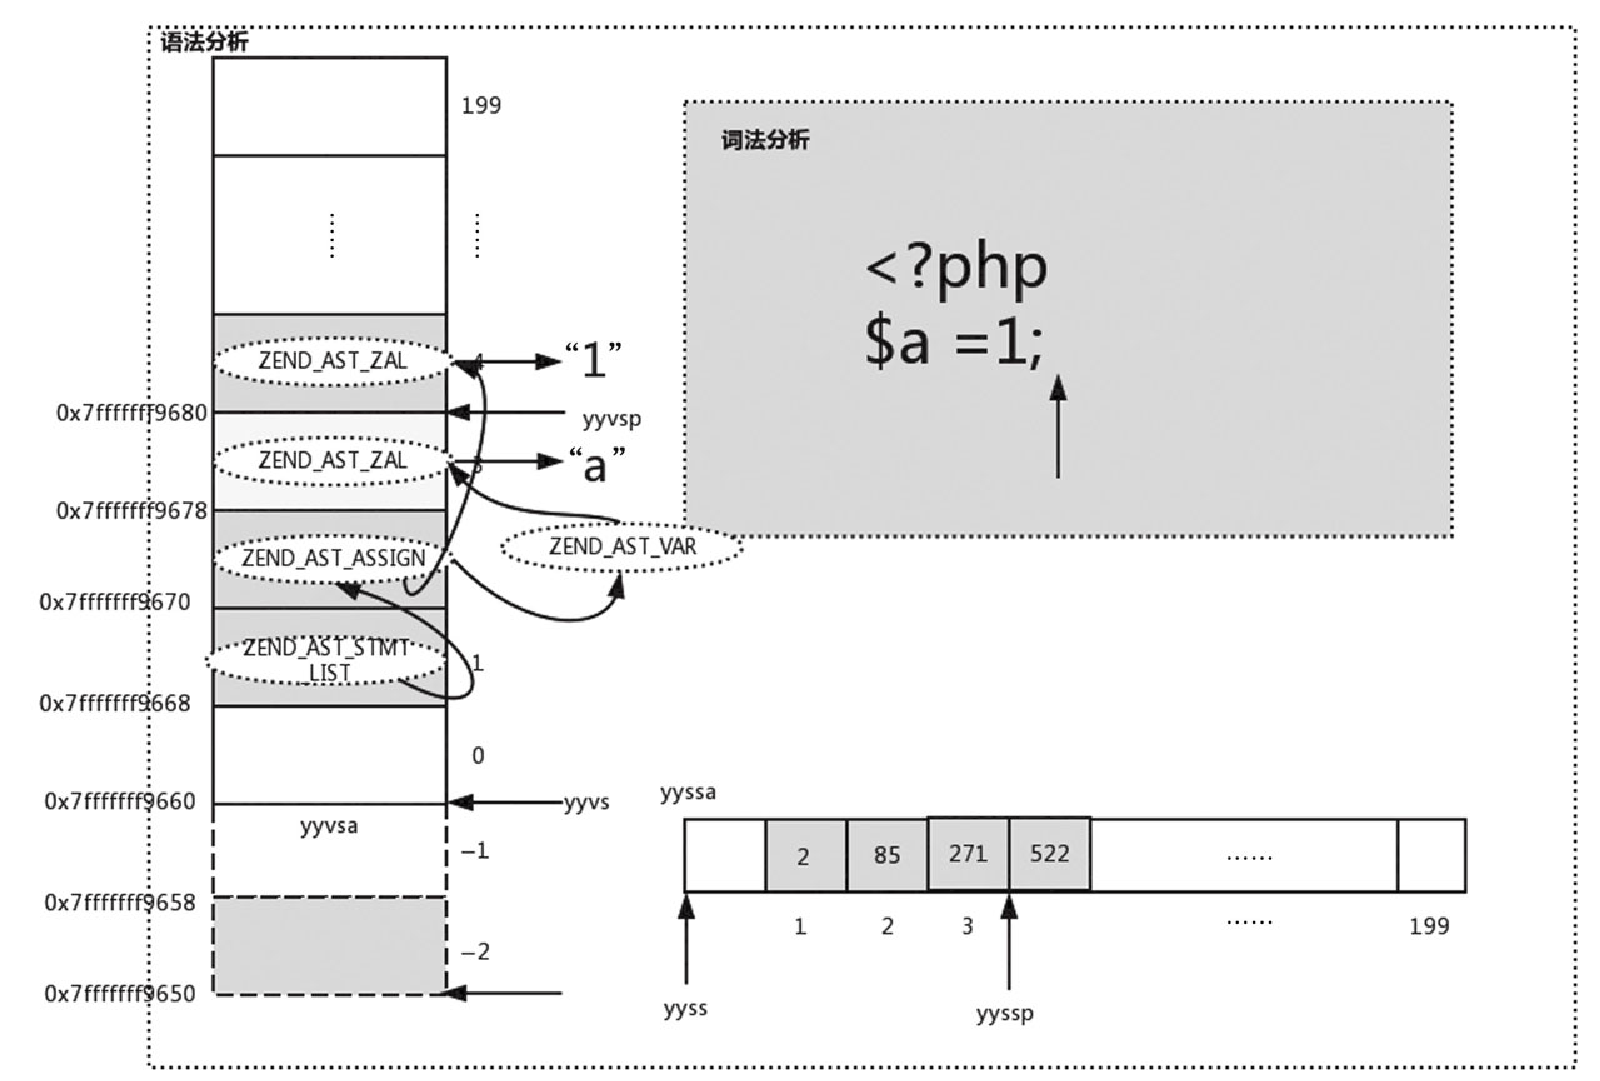 语法分析
199
词法分析
<?php
$a =1;
ZEND_AST_ZAL
4
“1”
0x7fffffff9680
yyvsp
ZEND_AST_ZAL
“a”
0x7fffffff9678
ZEND_AST_ASSIGN
ZEND_AST_VAR
0x7fffffff9670
ZEND_AST_STMT
_LIST
1
0x7fffffff9668
0
0x7fffffff9660
yyvs
yyssa
yyvsa
−1
2
85
271
522
......
0x7fffffff9658
1
2
3
......
199
−2
0x7fffffff9650
yyss
yyssp